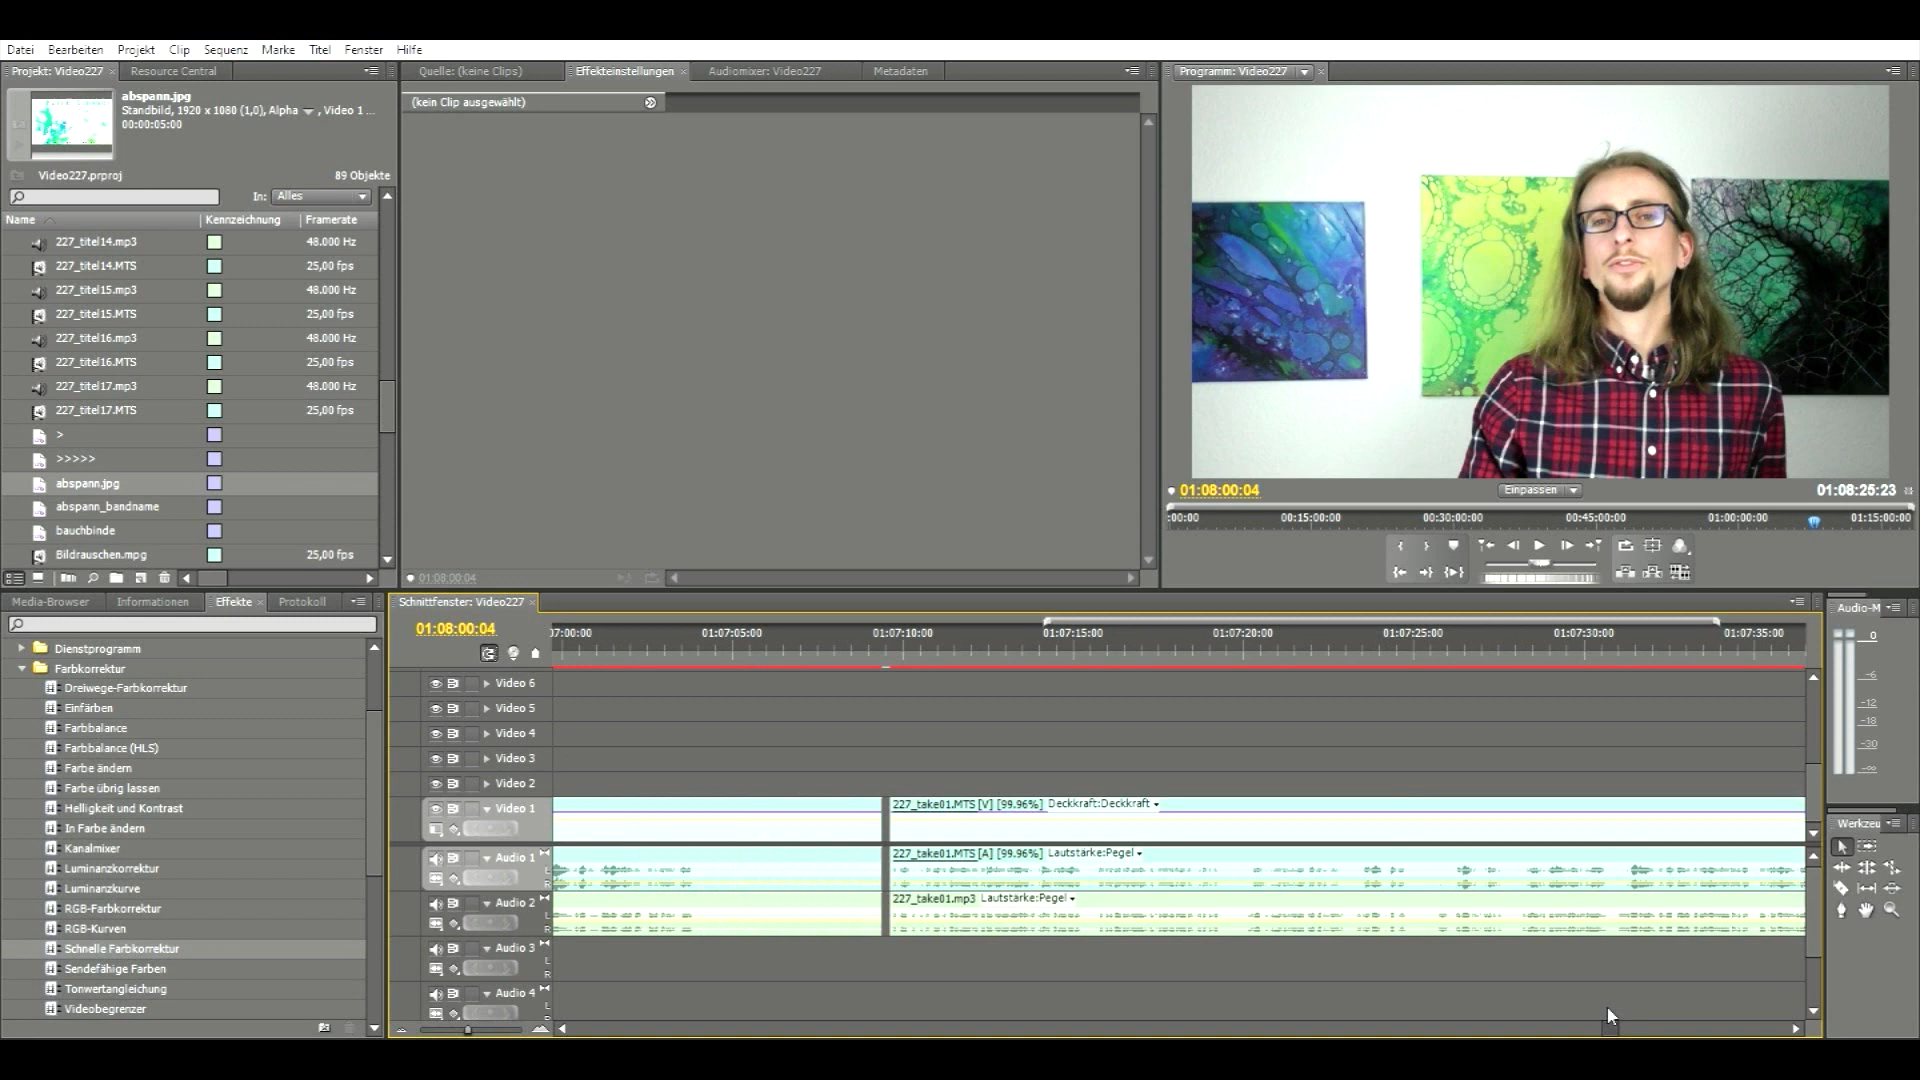 Datei Bearbeiten Projekt Clip Sequenz Marke Titel Fenster Hilfe
Projekt: Video227 Resource Central
abspann.jpg
Standbild, 1920 x 1080 (1,0), Alpha , Video 1 ...
00:00:05:00
Video227.prproj 89 Objekte
In: Alles
Name Kennzeichnung Framerate
227_titel14.mp3 48.000 Hz
227_titel14.MTS 25,00 fps
227_titel15.mp3 48.000 Hz
227_titel15.MTS 25,00 fps
227_titel16.mp3 48.000 Hz
227_titel16.MTS 25,00 fps
227_titel17.mp3 48.000 Hz
227_titel17.MTS 25,00 fps
>
>>>>>
abspann.jpg
abspann_bandname
bauchbinde
Bildrauschen.mpg 25,00 fps
Quelle: (keine Clips) Effekteinstellungen Audiomixer: Video227 Metadaten
(kein Clip ausgewählt)
01:08:00:04
Programm: Video227
01:08:00:04 Einpassen 01:08:25:23
:00:00 00:15:00:00 00:30:00:00 00:45:00:00 01:00:00:00 01:15:00:00
Media-Browser Informationen Effekte Protokoll
Dienstprogramm
Farbkorrektur
Dreiwege-Farbkorrektur
Einfärben
Farbbalance
Farbbalance (HLS)
Farbe ändern
Farbe übrig lassen
Helligkeit und Kontrast
In Farbe ändern
Kanalmixer
Luminanzkorrektur
Luminanzkurve
RGB-Farbkorrektur
RGB-Kurven
Schnelle Farbkorrektur
Sendefähige Farben
Tonwertangleichung
Videobegrenzer
Schnittfenster: Video227
01:08:00:04
07:00:00 01:07:05:00 01:07:10:00 01:07:15:00 01:07:20:00 01:07:25:00 01:07:30:00 01:07:35:00
Video 6
Video 5
Video 4
Video 3
Video 2
Video 1 227_take01.MTS [V] [99.96%] Deckkraft:Deckkraft
Audio 1 227_take01.MTS [A] [99.96%] Lautstärke:Pegel
L
R
Audio 2 227_take01.mp3 Lautstärke:Pegel
L
R
Audio 3
L
R
Audio 4
L
Audio-M
0
-6
-12
-18
-30
-∞
Werkzeu